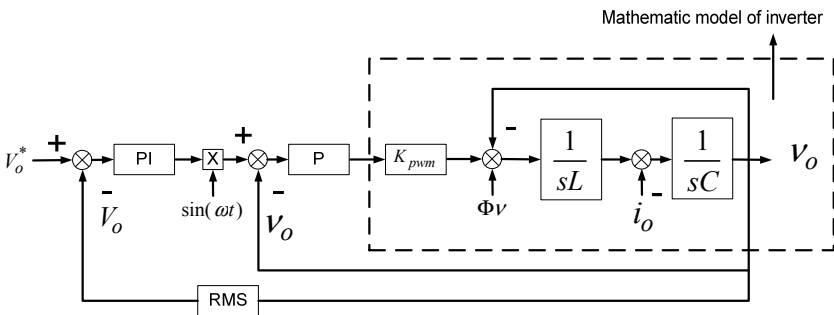 Mathematic model of inverter
V_o^*
+
-
V_o
PI
X
sin(ωt)
+
-
v_o
P
K_pwm
-
Φv
1/sL
-
i_o
1/sC
v_o
RMS